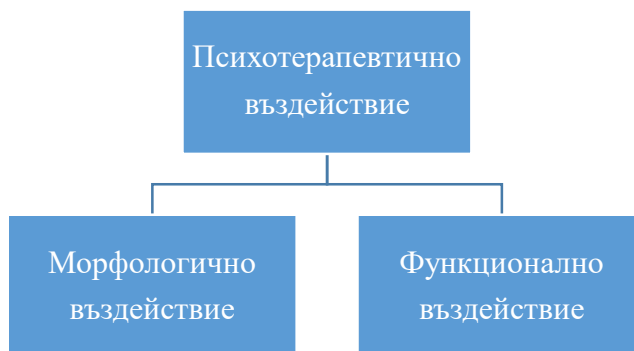 Психотерапевтично
въздействие
Морфологично
въздействие
Функционално
въздействие